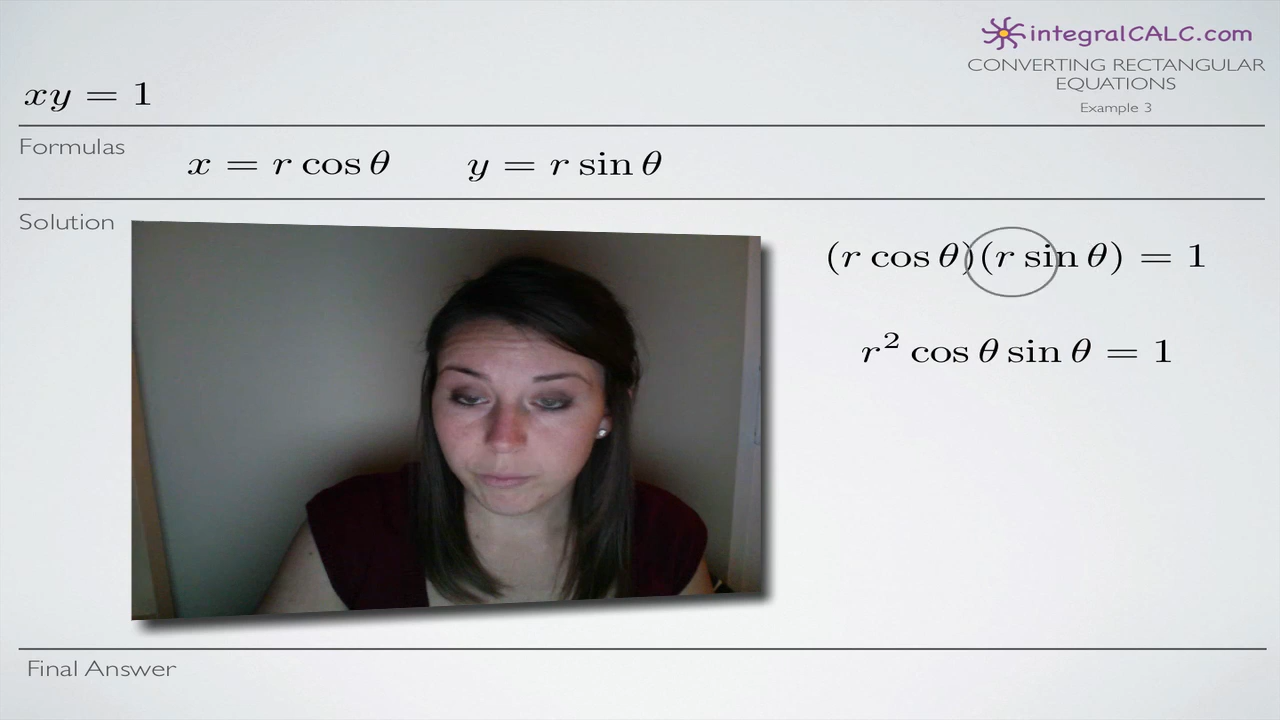 integralCALC.com
CONVERTING RECTANGULAR
EQUATIONS
Example 3
xy = 1
Formulas
x = r cos θ y = r sin θ
Solution
(r cos θ)(r sin θ) = 1
r² cos θ sin θ = 1
Final Answer